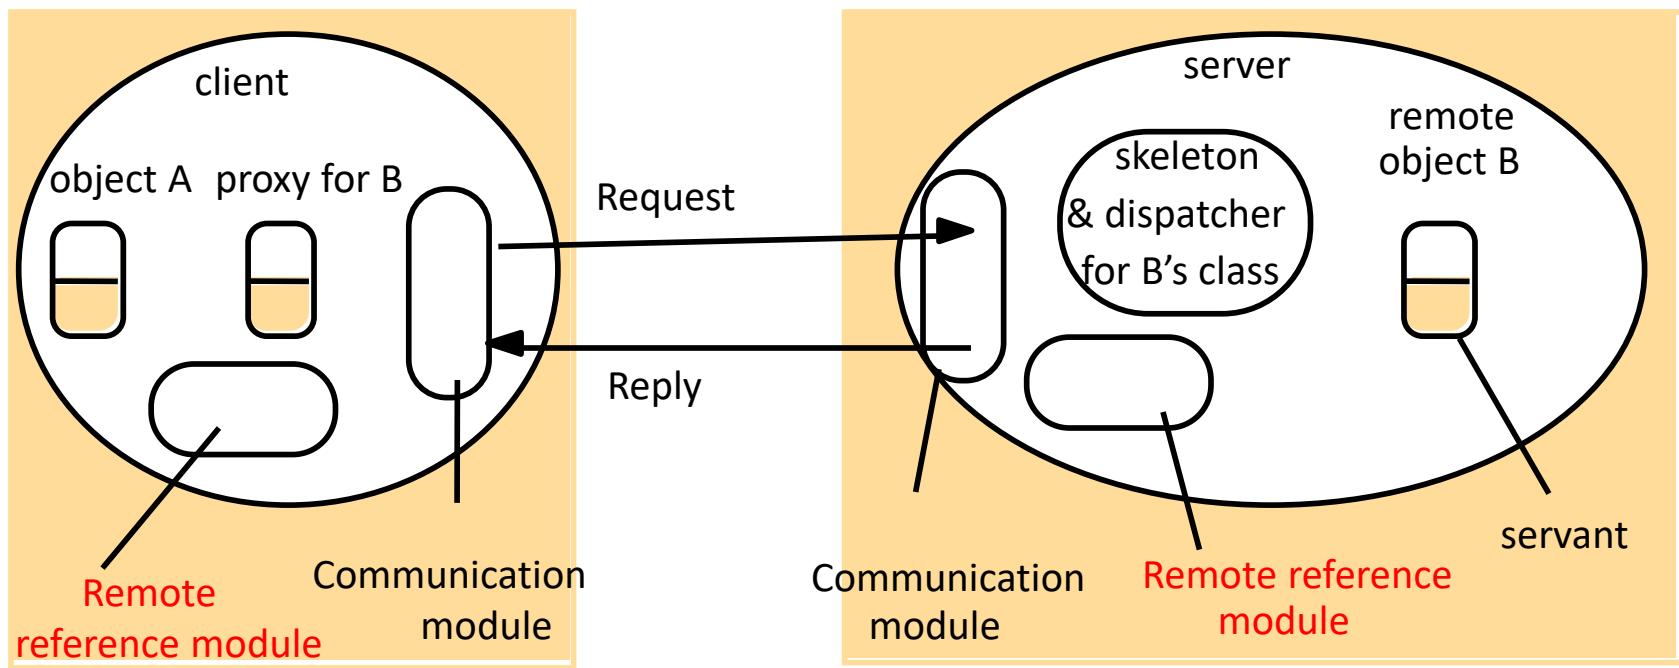 client
object A proxy for B
Remote
reference module
Communication
module
Request
Reply
server
skeleton
& dispatcher
for B’s class
remote
object B
Communication
module
Remote reference
module
servant